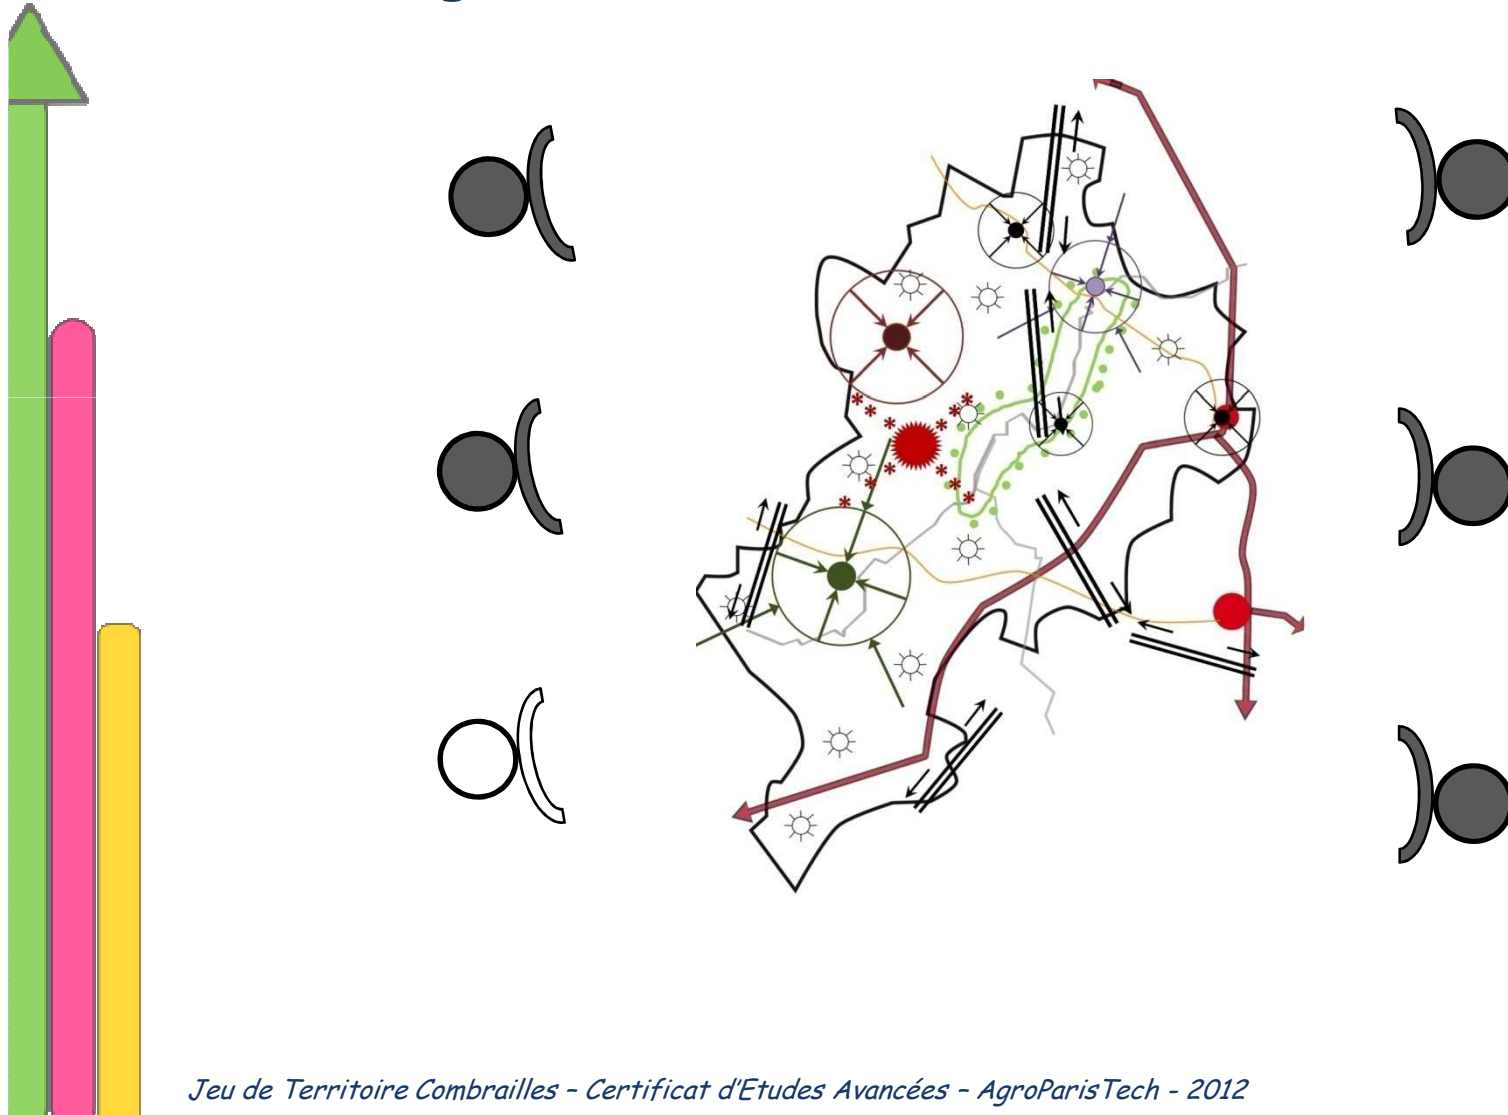 Jeu de Territoire Combrailles – Certificat d'Etudes Avancées – AgroParisTech - 2012